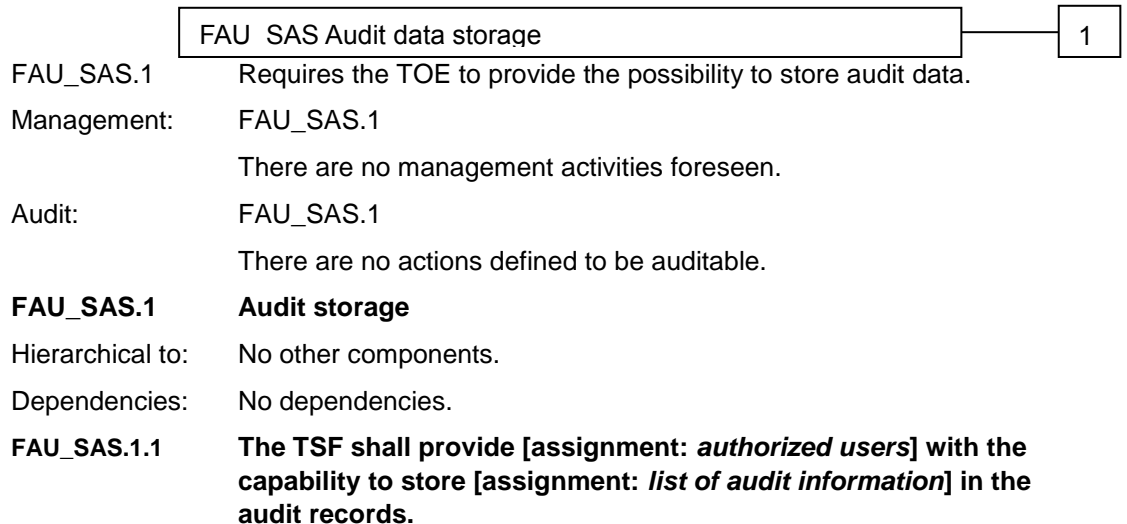 FAU SAS Audit data storage 1
FAU_SAS.1 Requires the TOE to provide the possibility to store audit data.
Management: FAU_SAS.1
There are no management activities foreseen.
Audit: FAU_SAS.1
There are no actions defined to be auditable.
FAU_SAS.1 Audit storage
Hierarchical to: No other components.
Dependencies: No dependencies.
FAU_SAS.1.1 The TSF shall provide [assignment: authorized users] with the
capability to store [assignment: list of audit information] in the
audit records.